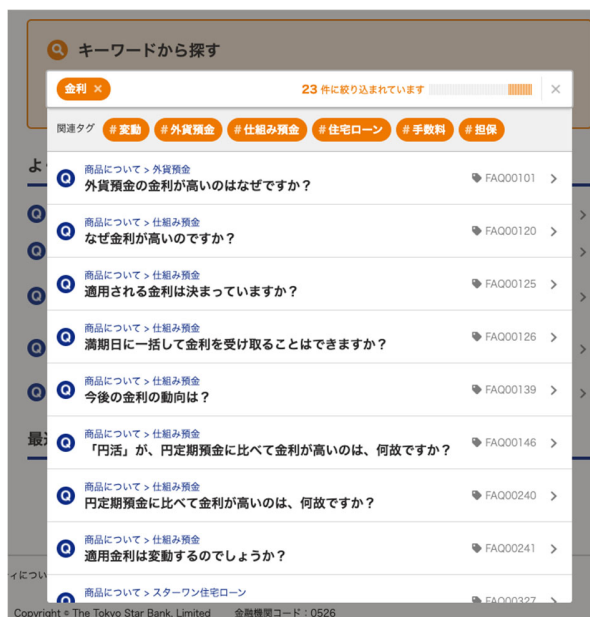 キーワードから探す
金利 ×
23 件に絞り込まれています
×
関連タグ #変動 #外貨預金 #仕組み預金 #住宅ローン #手数料 #担保
よ
Q 商品について > 外貨預金
外貨預金の金利が高いのはなぜですか？
FAQ00101
Q 商品について > 仕組み預金
なぜ金利が高いのですか？
FAQ00120
Q 商品について > 仕組み預金
適用される金利は決まっていますか？
FAQ00125
Q 商品について > 仕組み預金
満期日に一括して金利を受け取ることはできますか？
FAQ00126
Q 商品について > 仕組み預金
今後の金利の動向は？
FAQ00139
最
Q 商品について > 仕組み預金
「円活」が、円定期預金に比べて金利が高いのは、何故ですか？
FAQ00146
Q 商品について > 仕組み預金
円定期預金に比べて金利が高いのは、何故ですか？
FAQ00240
Q 商品について > 仕組み預金
適用金利は変動するのでしょうか？
FAQ00241
ィについ
Q 商品について > スターワン住宅ローン
FAQ00327
Copyright © The Tokyo Star Bank, Limited 金融機関コード：0526